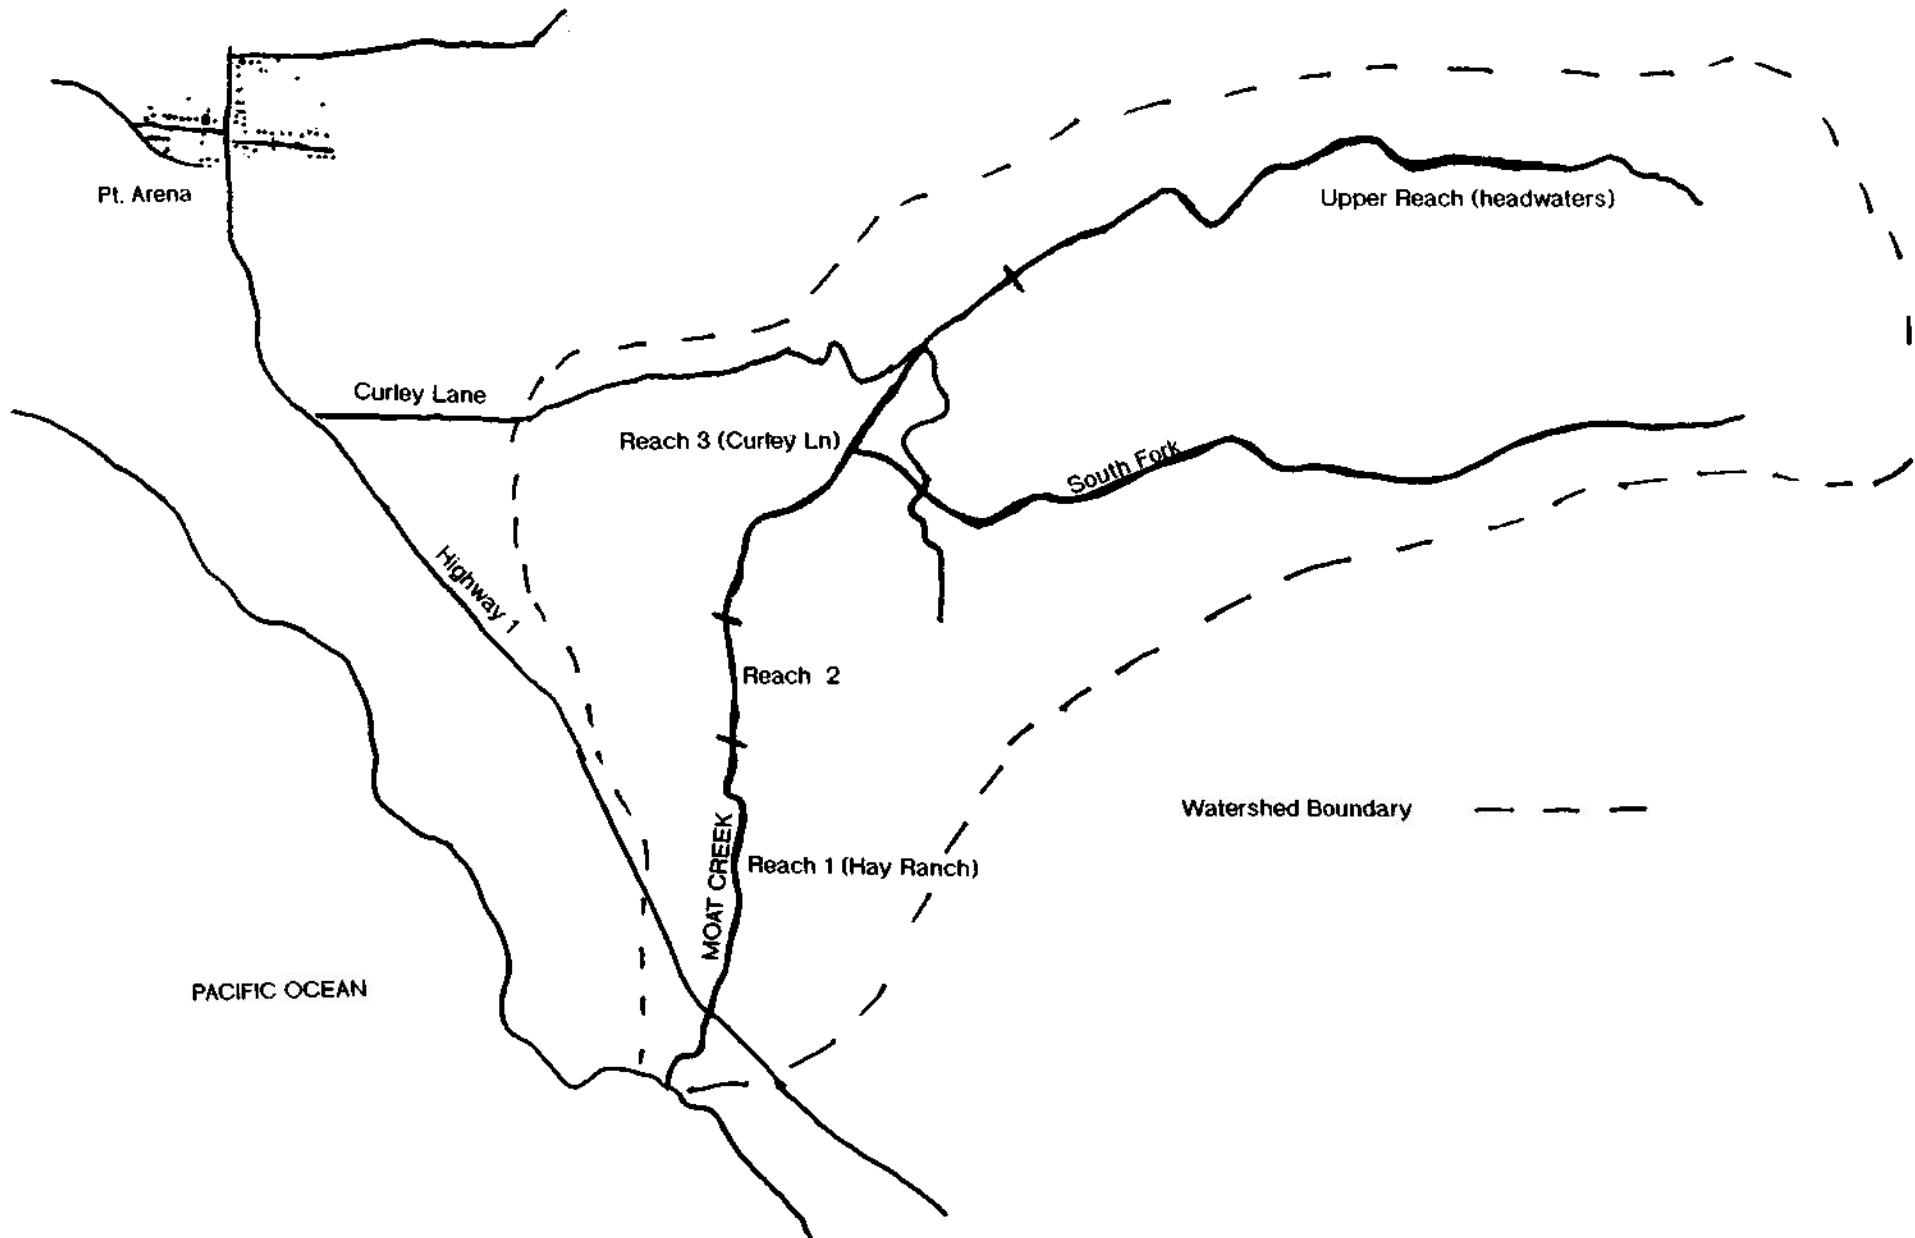 Pt. Arena
Upper Reach (headwaters)
Curley Lane
Reach 3 (Curley Ln)
South Fork
Highway 1
Reach 2
Watershed Boundary
MOAT CREEK
Reach 1 (Hay Ranch)
PACIFIC OCEAN